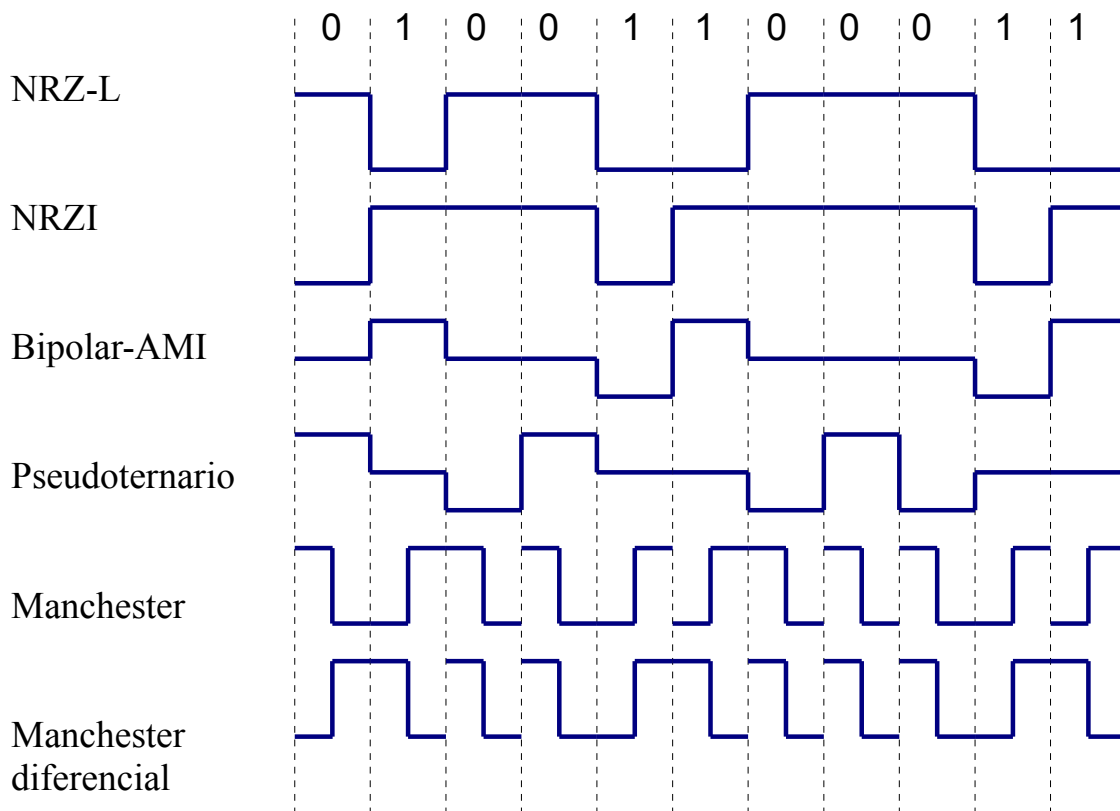 0 1 0 0 1 1 0 0 0 1 1
NRZ-L
NRZI
Bipolar-AMI
Pseudoternario
Manchester
Manchester
diferencial